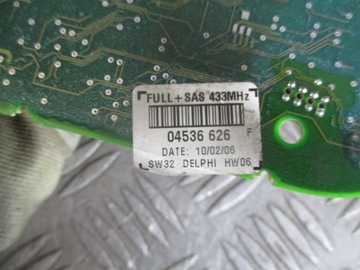 FULL + SAS 433MHz
04536 626 F
DATE: 10/02/06
SW32 DELPHI HW06